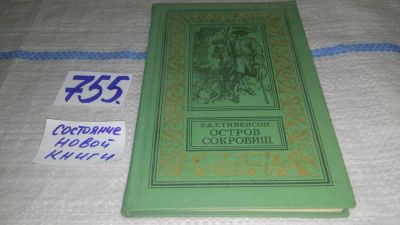 755.
СОСТОЯНИЕ
НОВОЙ
КНИГИ
Р.Л. СТИВЕНСОН
ОСТРОВ
СОКРОВИЩ